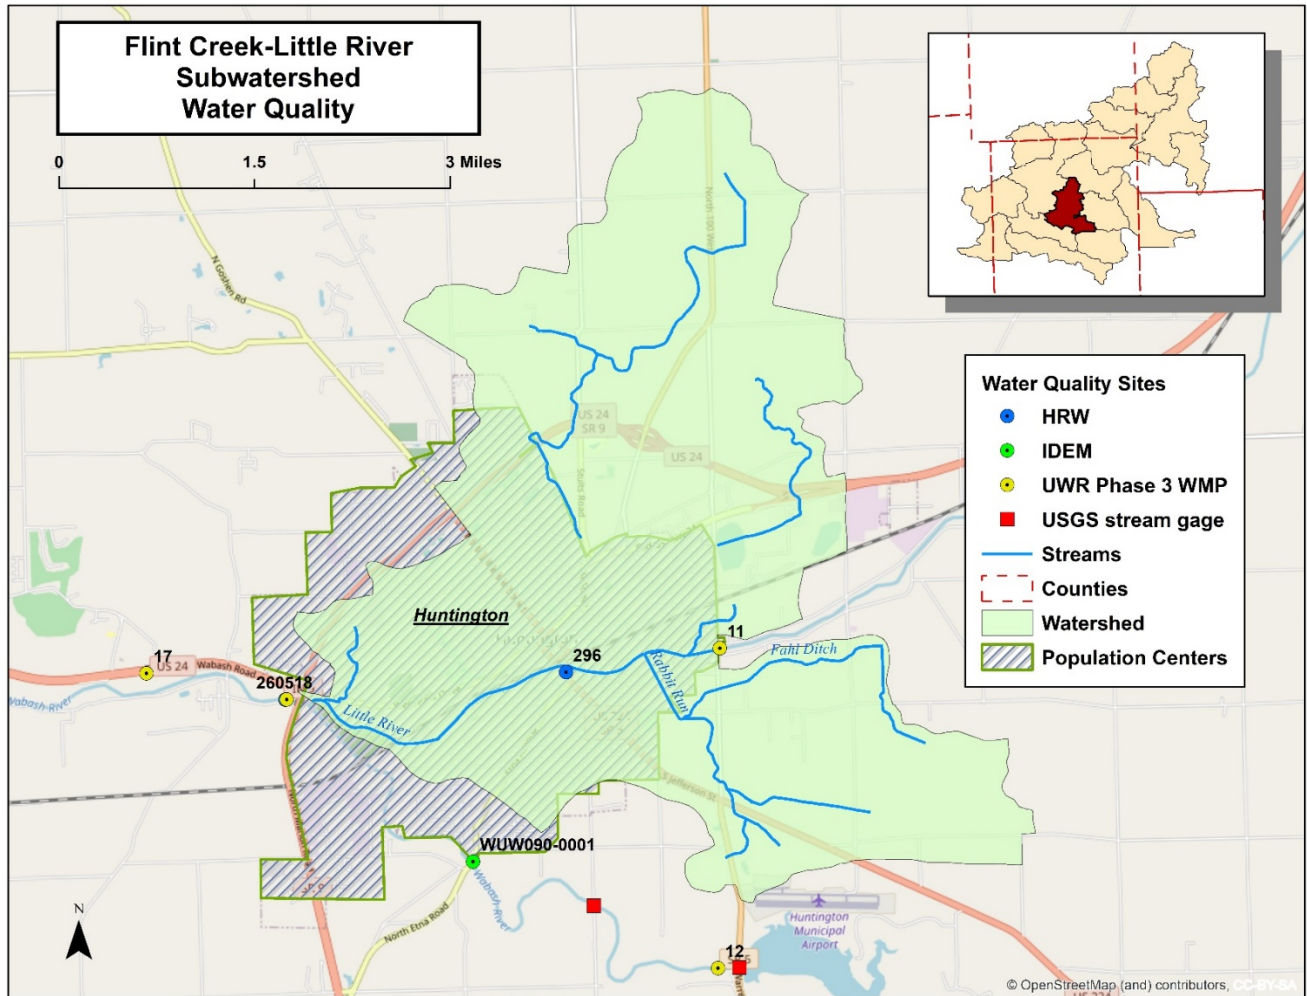 Flint Creek-Little River
Subwatershed
Water Quality
0 1.5 3 Miles
N Goshen Rd
US 24
SR 9
US 24
Water Quality Sites
HRW
IDEM
UWR Phase 3 WMP
USGS stream gage
Streams
Counties
Watershed
Population Centers
Huntington
11
296
Fahl Ditch
Rabbit Run
17
US 24
Wabash Road
260518
Little River
WUW090-0001
Wabash River
North Etna Road
N
12
Huntington
Municipal
Airport
© OpenStreetMap (and) contributors, CC-BY-SA